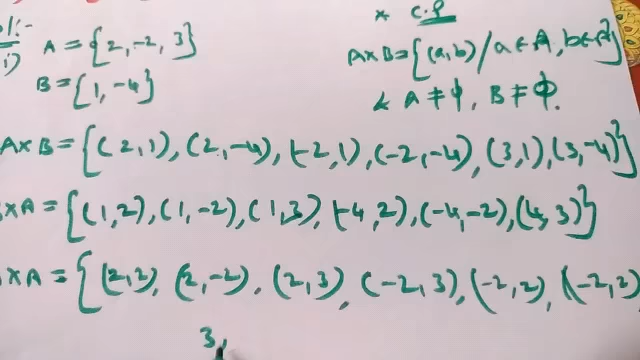 Sol:-
* C.P
i) A = {2, -2, 3}
A×B = {(a,b) / a ∈ A, b ∈ B}
B = {1, -4}
& A ≠ ϕ, B ≠ ϕ.
A×B = {(2,1), (2,-4), (-2,1), (-2,-4), (3,1), (3,-4)}
×A = {(1,2), (1,-2), (1,3), (-4,2), (-4,-2), (4,3)}
×A = {(2,2), (2,-2), (2,3), (-2,3), (-2,2), (-2,2)
3,